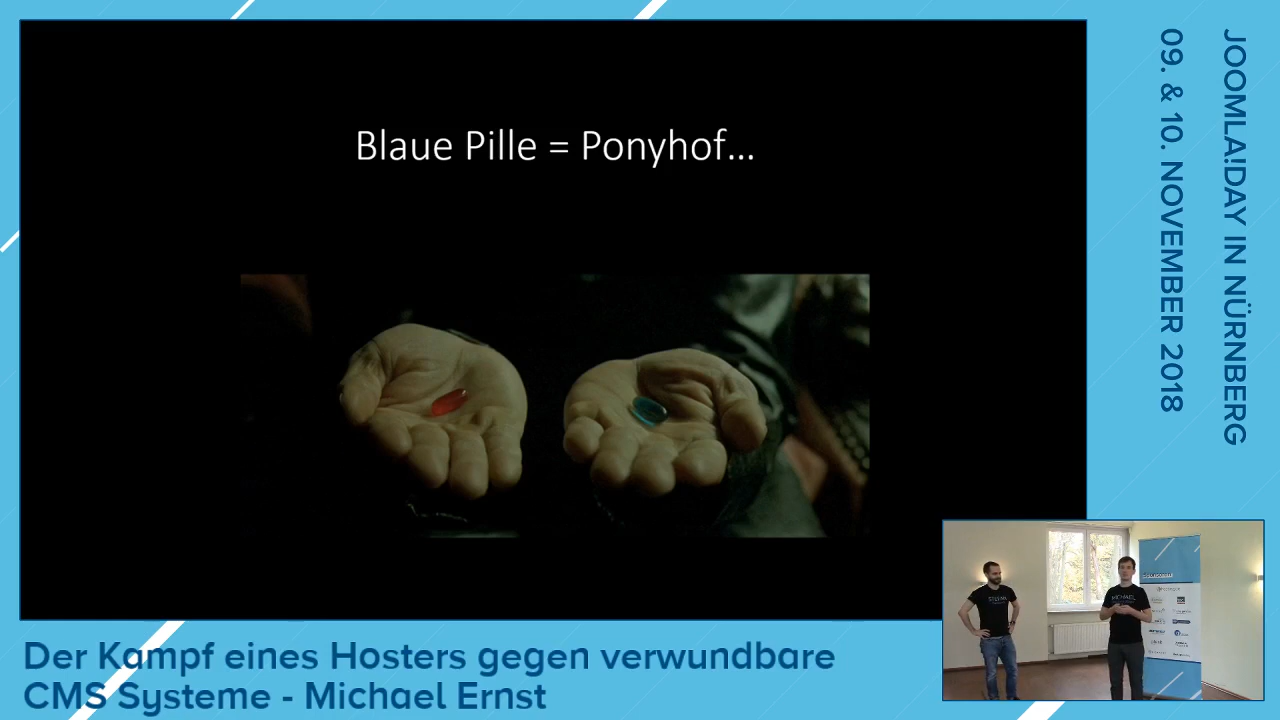 Blaue Pille = Ponyhof...
JOOMLA!DAY IN NÜRNBERG
09. & 10. NOVEMBER 2018
MICHAEL
Der Kampf eines Hosters gegen verwundbare
CMS Systeme - Michael Ernst